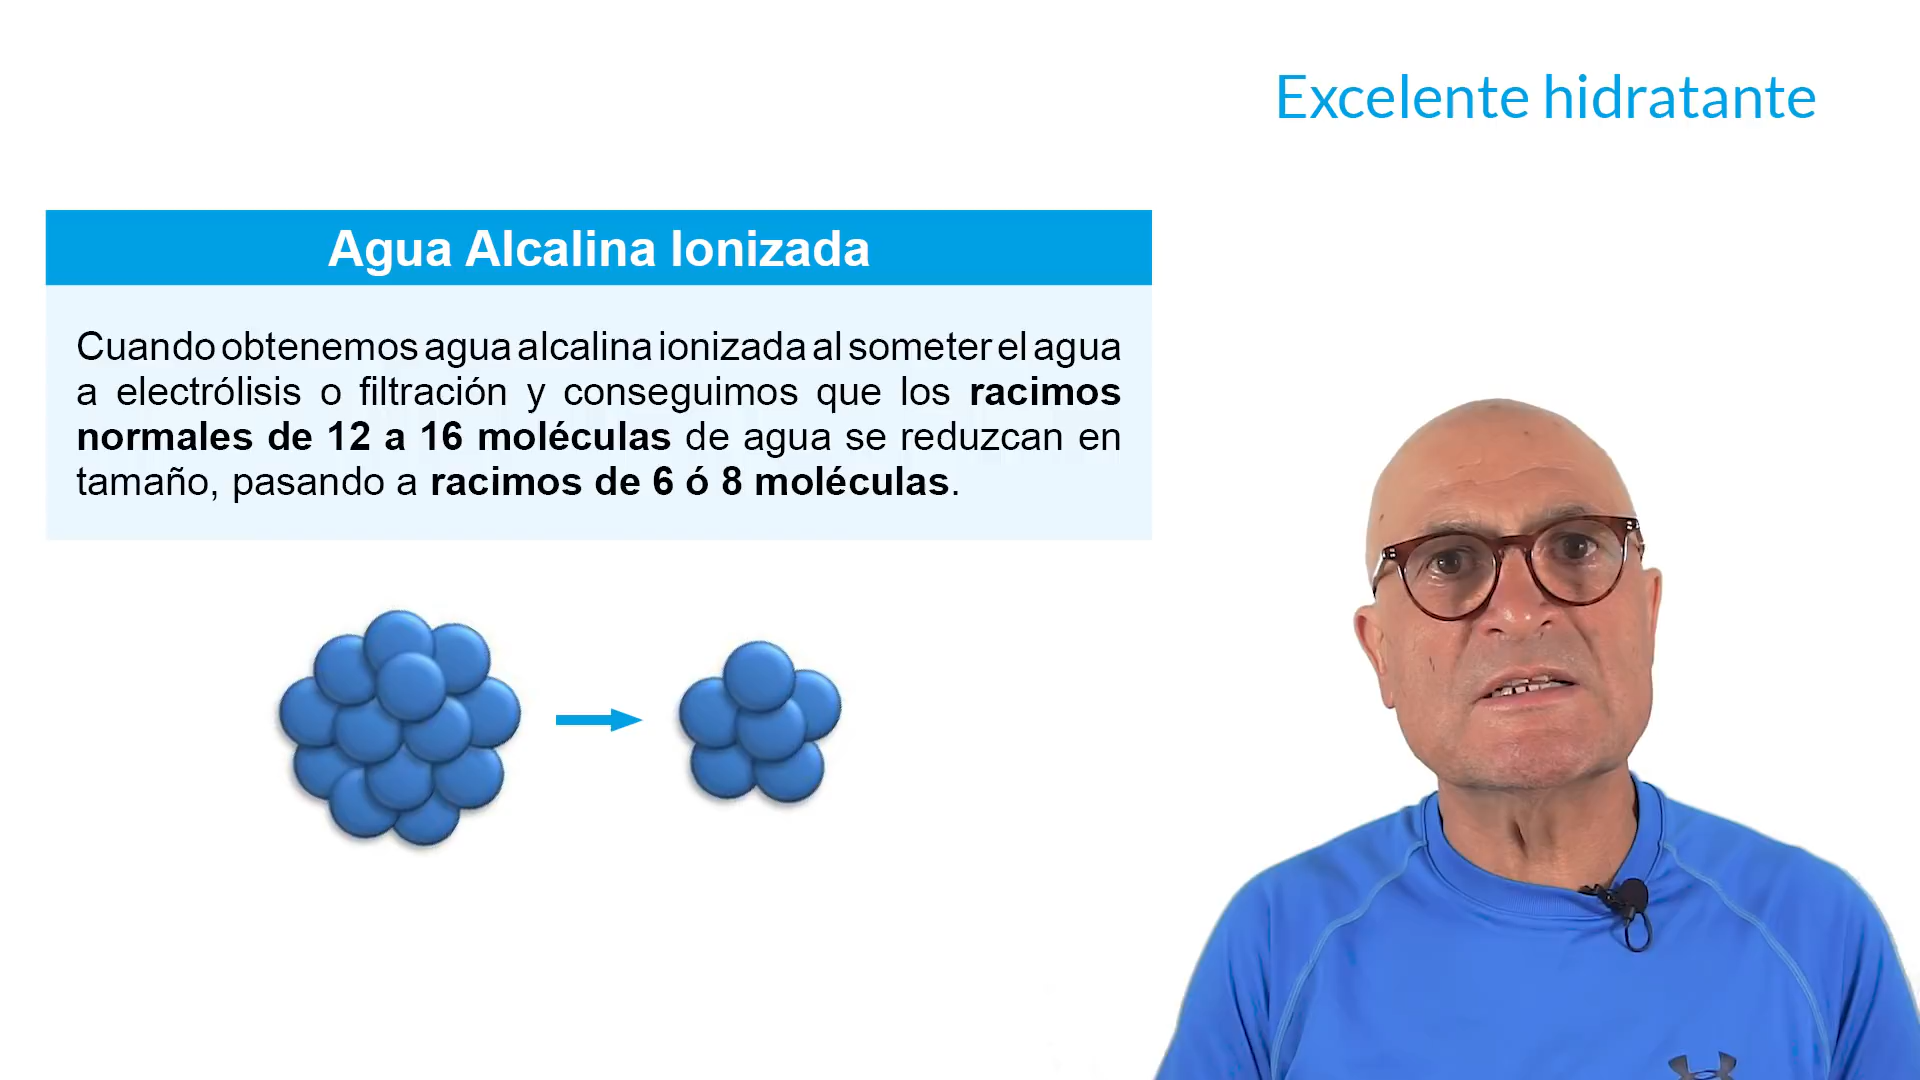 Excelente hidratante
Agua Alcalina Ionizada
Cuando obtenemos agua alcalina ionizada al someter el agua
a electrólisis o filtración y conseguimos que los racimos
normales de 12 a 16 moléculas de agua se reduzcan en
tamaño, pasando a racimos de 6 ó 8 moléculas.